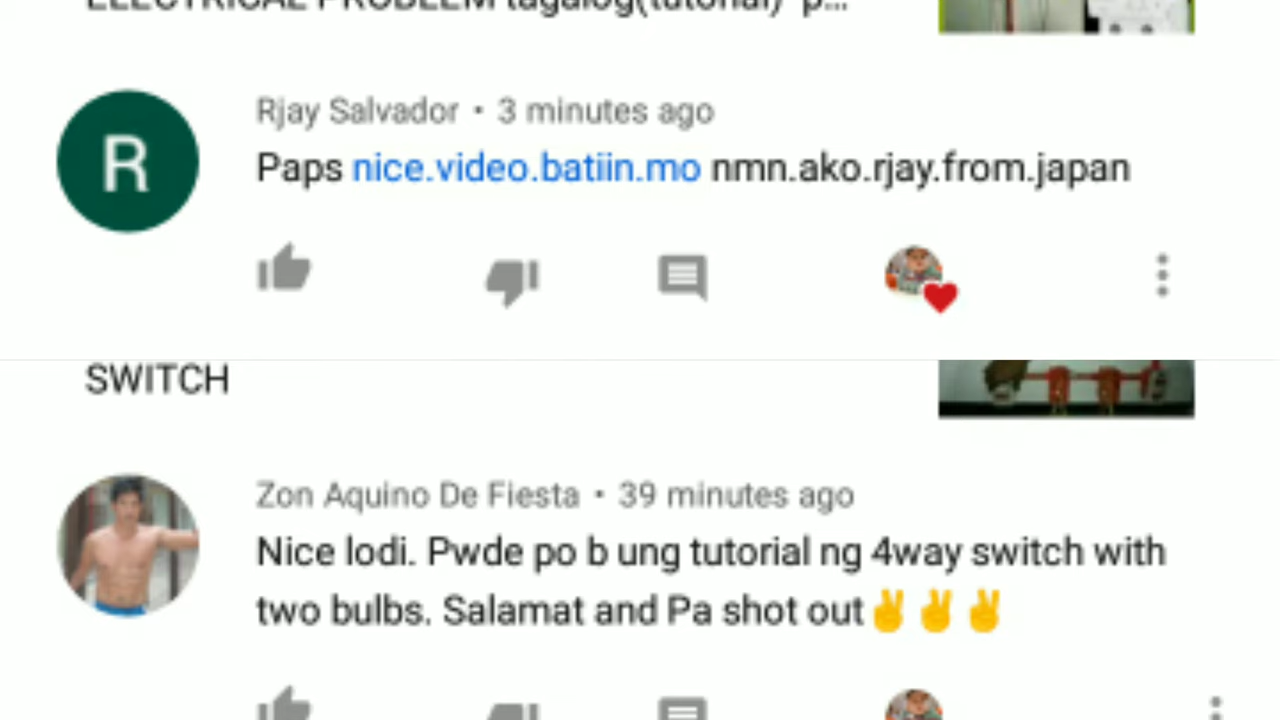 ELECTRICAL PROBLEM tagalog(tutorial) p...
Rjay Salvador • 3 minutes ago
R
Paps nice.video.batiin.mo nmn.ako.rjay.from.japan
SWITCH
Zon Aquino De Fiesta • 39 minutes ago
Nice lodi. Pwde po b ung tutorial ng 4way switch with
two bulbs. Salamat and Pa shot out✌✌✌